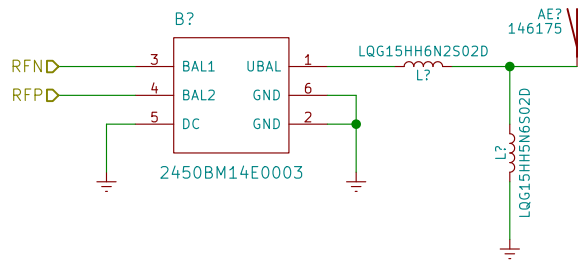 B?
AE?
146175
LQG15HH6N2S02D
L?
RFN
3
BAL1
UBAL
1
RFP
4
BAL2
GND
6
5
DC
GND
2
2450BM14E0003
L?
LQG15HH5N6S02D